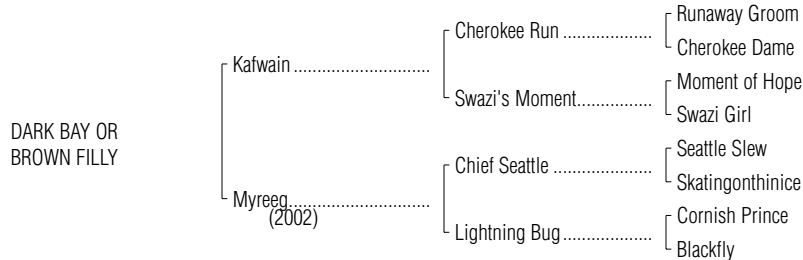 DARK BAY OR
BROWN FILLY
Kafwain
Myreeg
(2002)
Cherokee Run
Swazi's Moment
Chief Seattle
Lightning Bug
Runaway Groom
Cherokee Dame
Moment of Hope
Swazi Girl
Seattle Slew
Skatingonthinice
Cornish Prince
Blackfly